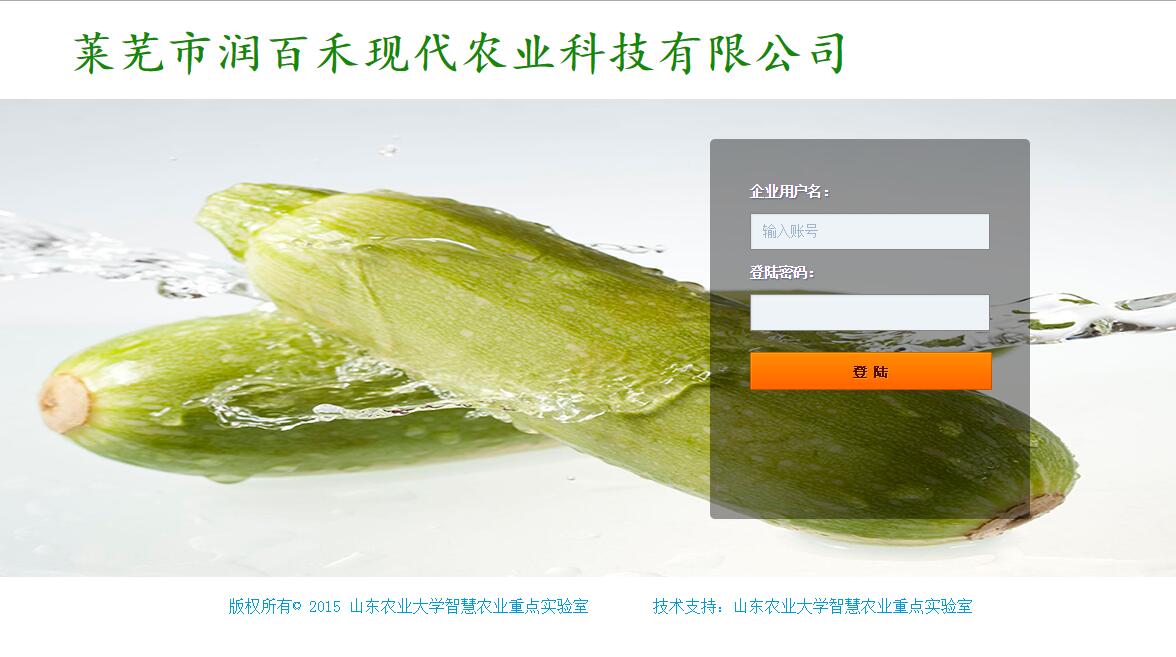 莱芜市润百禾现代农业科技有限公司
企业用户名：
输入账号
登陆密码：
登 陆
版权所有© 2015 山东农业大学智慧农业重点实验室 技术支持：山东农业大学智慧农业重点实验室